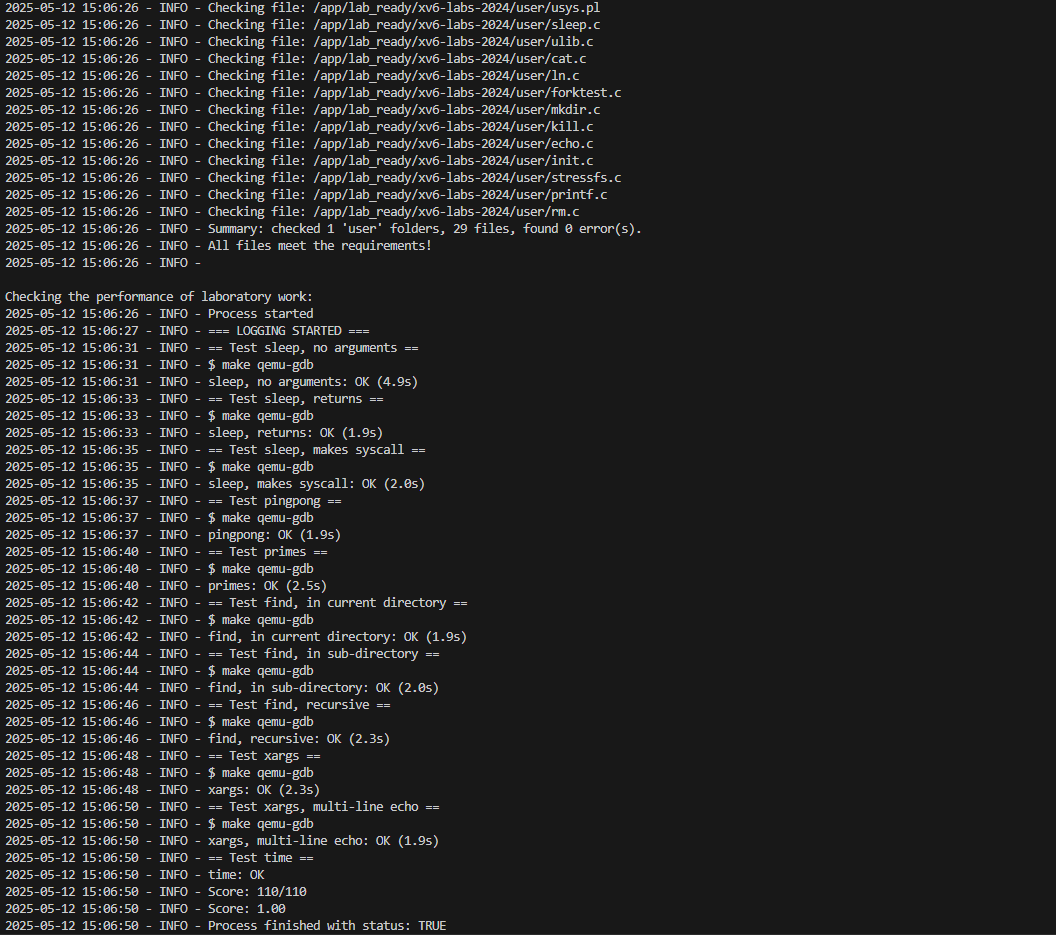 2025-05-12 15:06:26 - INFO - Checking file: /app/lab_ready/xv6-labs-2024/user/usys.pl
2025-05-12 15:06:26 - INFO - Checking file: /app/lab_ready/xv6-labs-2024/user/sleep.c
2025-05-12 15:06:26 - INFO - Checking file: /app/lab_ready/xv6-labs-2024/user/ulib.c
2025-05-12 15:06:26 - INFO - Checking file: /app/lab_ready/xv6-labs-2024/user/cat.c
2025-05-12 15:06:26 - INFO - Checking file: /app/lab_ready/xv6-labs-2024/user/ln.c
2025-05-12 15:06:26 - INFO - Checking file: /app/lab_ready/xv6-labs-2024/user/forktest.c
2025-05-12 15:06:26 - INFO - Checking file: /app/lab_ready/xv6-labs-2024/user/mkdir.c
2025-05-12 15:06:26 - INFO - Checking file: /app/lab_ready/xv6-labs-2024/user/kill.c
2025-05-12 15:06:26 - INFO - Checking file: /app/lab_ready/xv6-labs-2024/user/echo.c
2025-05-12 15:06:26 - INFO - Checking file: /app/lab_ready/xv6-labs-2024/user/init.c
2025-05-12 15:06:26 - INFO - Checking file: /app/lab_ready/xv6-labs-2024/user/stressfs.c
2025-05-12 15:06:26 - INFO - Checking file: /app/lab_ready/xv6-labs-2024/user/printf.c
2025-05-12 15:06:26 - INFO - Checking file: /app/lab_ready/xv6-labs-2024/user/rm.c
2025-05-12 15:06:26 - INFO - Summary: checked 1 'user' folders, 29 files, found 0 error(s).
2025-05-12 15:06:26 - INFO - All files meet the requirements!
2025-05-12 15:06:26 - INFO -
Checking the performance of laboratory work:
2025-05-12 15:06:26 - INFO - Process started
2025-05-12 15:06:27 - INFO - === LOGGING STARTED ===
2025-05-12 15:06:31 - INFO - == Test sleep, no arguments ==
2025-05-12 15:06:31 - INFO - $ make qemu-gdb
2025-05-12 15:06:31 - INFO - sleep, no arguments: OK (4.9s)
2025-05-12 15:06:33 - INFO - == Test sleep, returns ==
2025-05-12 15:06:33 - INFO - $ make qemu-gdb
2025-05-12 15:06:33 - INFO - sleep, returns: OK (1.9s)
2025-05-12 15:06:35 - INFO - == Test sleep, makes syscall ==
2025-05-12 15:06:35 - INFO - $ make qemu-gdb
2025-05-12 15:06:35 - INFO - sleep, makes syscall: OK (2.0s)
2025-05-12 15:06:37 - INFO - == Test pingpong ==
2025-05-12 15:06:37 - INFO - $ make qemu-gdb
2025-05-12 15:06:37 - INFO - pingpong: OK (1.9s)
2025-05-12 15:06:40 - INFO - == Test primes ==
2025-05-12 15:06:40 - INFO - $ make qemu-gdb
2025-05-12 15:06:40 - INFO - primes: OK (2.5s)
2025-05-12 15:06:42 - INFO - == Test find, in current directory ==
2025-05-12 15:06:42 - INFO - $ make qemu-gdb
2025-05-12 15:06:42 - INFO - find, in current directory: OK (1.9s)
2025-05-12 15:06:44 - INFO - == Test find, in sub-directory ==
2025-05-12 15:06:44 - INFO - $ make qemu-gdb
2025-05-12 15:06:44 - INFO - find, in sub-directory: OK (2.0s)
2025-05-12 15:06:46 - INFO - == Test find, recursive ==
2025-05-12 15:06:46 - INFO - $ make qemu-gdb
2025-05-12 15:06:46 - INFO - find, recursive: OK (2.3s)
2025-05-12 15:06:48 - INFO - == Test xargs ==
2025-05-12 15:06:48 - INFO - $ make qemu-gdb
2025-05-12 15:06:48 - INFO - xargs: OK (2.3s)
2025-05-12 15:06:50 - INFO - == Test xargs, multi-line echo ==
2025-05-12 15:06:50 - INFO - $ make qemu-gdb
2025-05-12 15:06:50 - INFO - xargs, multi-line echo: OK (1.9s)
2025-05-12 15:06:50 - INFO - == Test time ==
2025-05-12 15:06:50 - INFO - time: OK
2025-05-12 15:06:50 - INFO - Score: 110/110
2025-05-12 15:06:50 - INFO - Score: 1.00
2025-05-12 15:06:50 - INFO - Process finished with status: TRUE